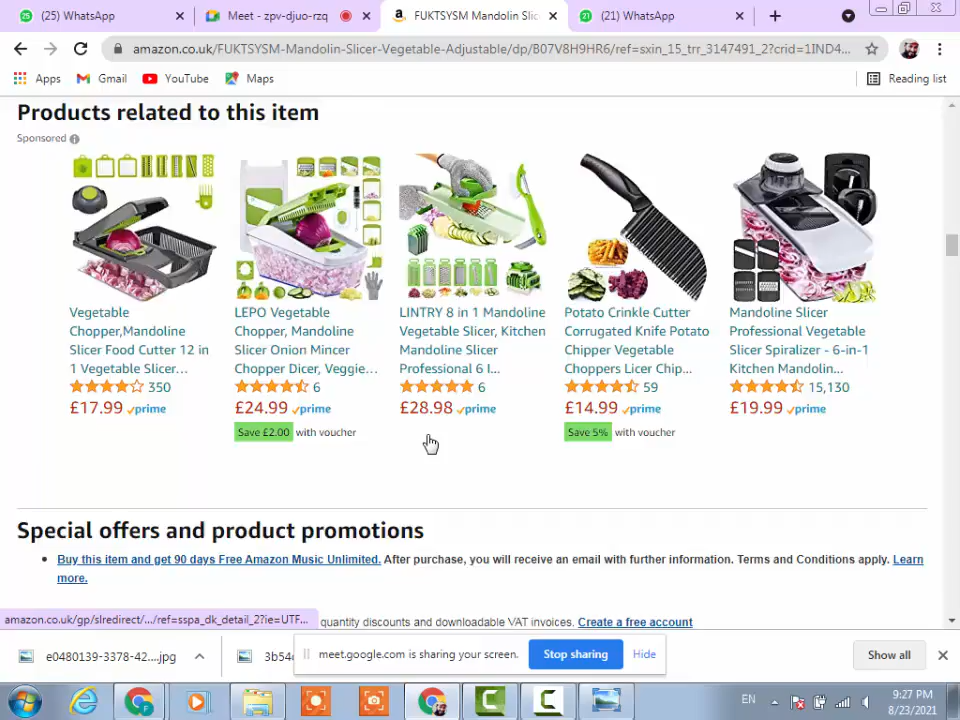 (25) WhatsApp
Meet - zpv-djuo-rzq
FUKTSYSM Mandolin Slic
(21) WhatsApp
amazon.co.uk/FUKTSYSM-Mandolin-Slicer-Vegetable-Adjustable/dp/B07V8H9HR6/ref=sxin_15_trr_3147491_2?crid=1IND4...
Apps
Gmail
YouTube
Maps
Reading list
Products related to this item
Sponsored
Vegetable
Chopper,Mandoline
Slicer Food Cutter 12 in
1 Vegetable Slicer...
350
£17.99 prime
LEPO Vegetable
Chopper, Mandoline
Slicer Onion Mincer
Chopper Dicer, Veggie...
6
£24.99 prime
Save £2.00 with voucher
LINTRY 8 in 1 Mandoline
Vegetable Slicer, Kitchen
Mandoline Slicer
Professional 6 I...
6
£28.98 prime
Potato Crinkle Cutter
Corrugated Knife Potato
Chipper Vegetable
Choppers Licer Chip...
59
£14.99 prime
Save 5% with voucher
Mandoline Slicer
Professional Vegetable
Slicer Spiralizer - 6-in-1
Kitchen Mandolin...
15,130
£19.99 prime
Special offers and product promotions
Buy this item and get 90 days Free Amazon Music Unlimited. After purchase, you will receive an email with further information. Terms and Conditions apply. Learn
more.
quantity discounts and downloadable VAT invoices. Create a free account
amazon.co.uk/gp/slredirect/.../ref=sspa_dk_detail_2?ie=UTF...
e0480139-3378-42....jpg
3b54
meet.google.com is sharing your screen.
Stop sharing
Hide
Show all
EN
9:27 PM
8/23/2021